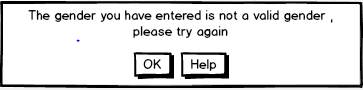 The gender you have entered is not a valid gender ,
please try again
OK Help